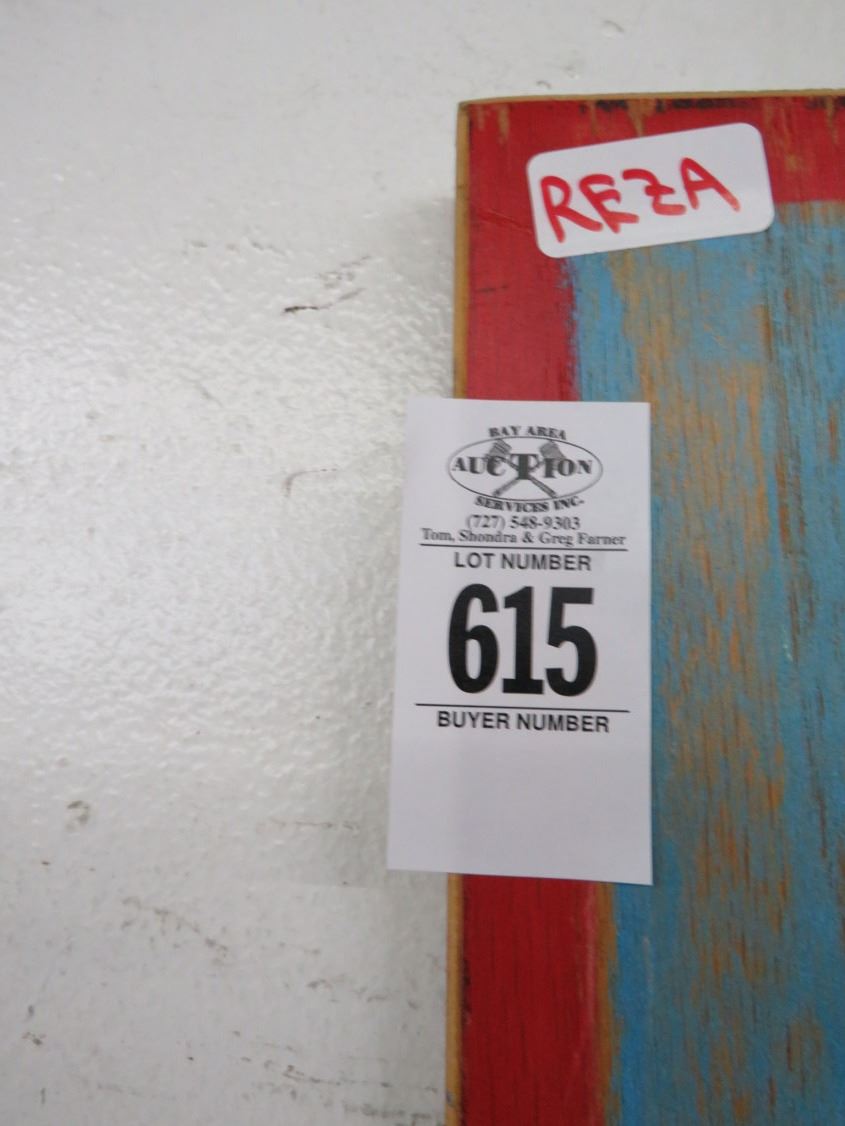 REZA
BAY AREA
AUCTION
SERVICES INC.
(727) 548-9303
Tom, Shondra & Greg Farner
LOT NUMBER
615
BUYER NUMBER